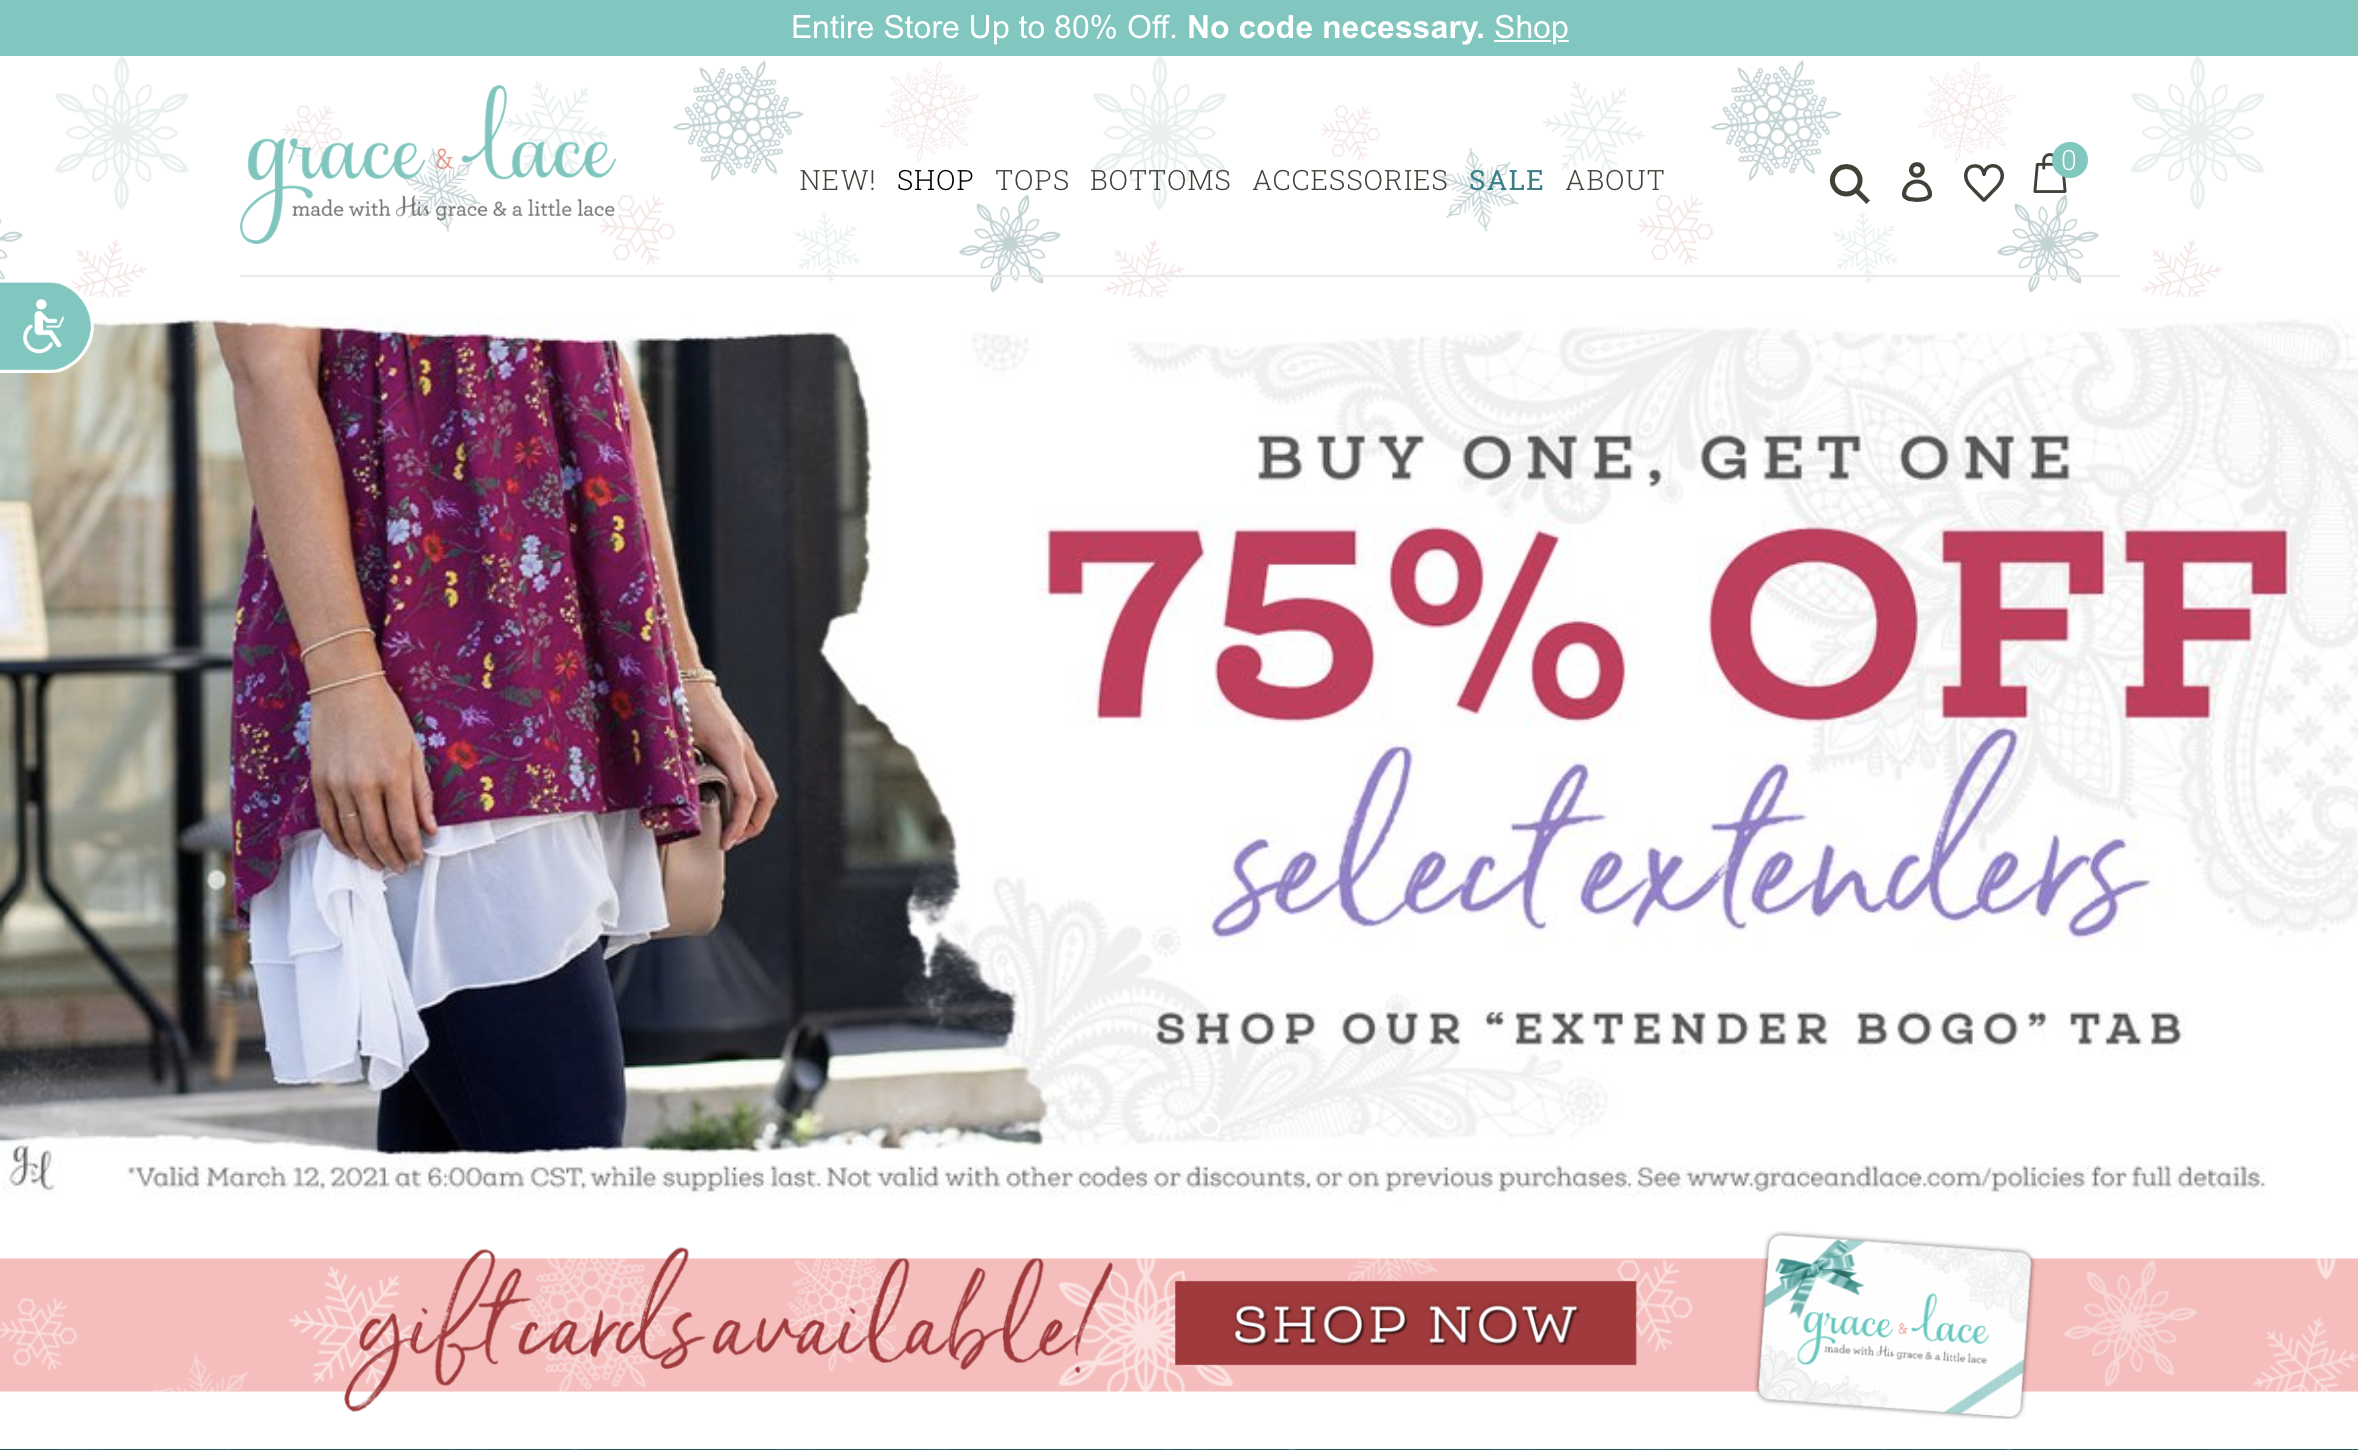 Entire Store Up to 80% Off. No code necessary. Shop
grace & lace
made with His grace & a little lace
NEW! SHOP TOPS BOTTOMS ACCESSORIES SALE ABOUT
0
BUY ONE, GET ONE
75% OFF
select extenders
SHOP OUR “EXTENDER BOGO” TAB
g&l
*Valid March 12, 2021 at 6:00am CST, while supplies last. Not valid with other codes or discounts, or on previous purchases. See www.graceandlace.com/policies for full details.
gift cards available!
SHOP NOW
grace & lace
made with His grace & a little lace